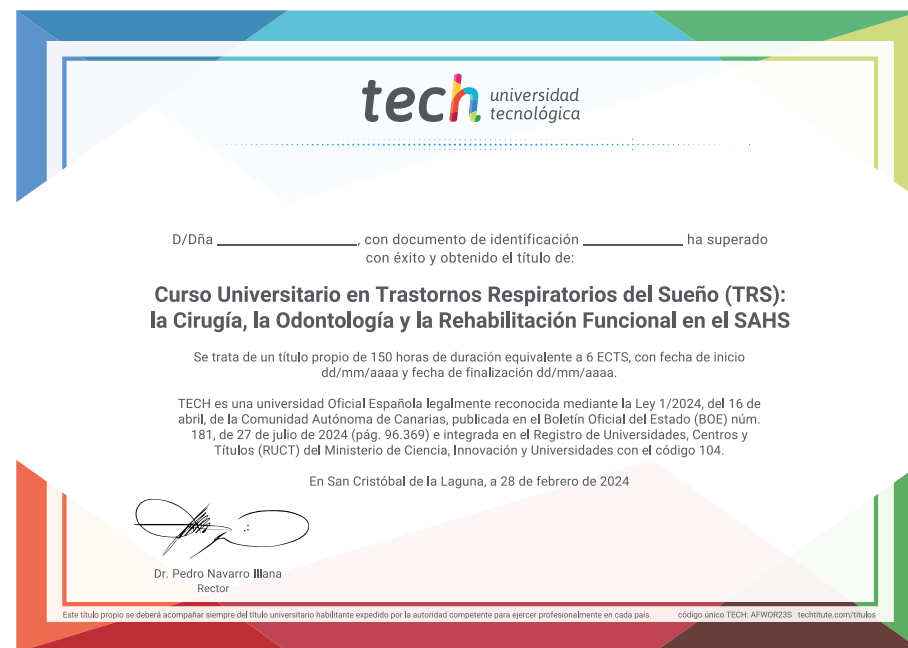 tech universidad
tecnológica
D/Dña ____________, con documento de identificación ____________ ha superado
con éxito y obtenido el título de:
Curso Universitario en Trastornos Respiratorios del Sueño (TRS):
la Cirugía, la Odontología y la Rehabilitación Funcional en el SAHS
Se trata de un título propio de 150 horas de duración equivalente a 6 ECTS, con fecha de inicio
dd/mm/aaaa y fecha de finalización dd/mm/aaaa.
TECH es una universidad Oficial Española legalmente reconocida mediante la Ley 1/2024, del 16 de
abril, de la Comunidad Autónoma de Canarias, publicada en el Boletín Oficial del Estado (BOE) núm.
181, de 27 de julio de 2024 (pág. 96.369) e integrada en el Registro de Universidades, Centros y
Títulos (RUCT) del Ministerio de Ciencia, Innovación y Universidades con el código 104.
En San Cristóbal de la Laguna, a 28 de febrero de 2024
Dr. Pedro Navarro Illana
Rector
Este título propio se deberá acompañar siempre del título universitario habilitante expedido por la autoridad competente para ejercer profesionalmente en cada país. código único TECH: AFWOR23S techtitute.com/titulos